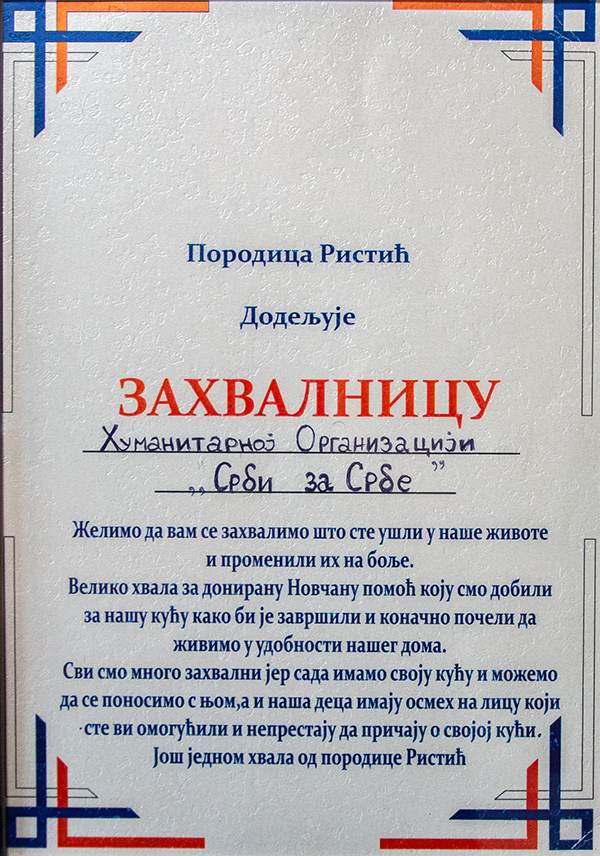 Породица Ристић
Додељује
ЗАХВАЛНИЦУ
Хуманитарној Организацији
„Срби за Србе”
Желимо да вам се захвалимо што сте ушли у наше животе
и променили их на боље.
Велико хвала за донирану Новчану помоћ коју смо добили
за нашу кућу како би је завршили и коначно почели да
живимо у удобности нашег дома.
Сви смо много захвални јер сада имамо своју кућу и можемо
да се поносимо с њом,а и наша деца имају осмех на лицу који
сте ви омогућили и непрестају да причају о својој кући.
Још једном хвала од породице Ристић